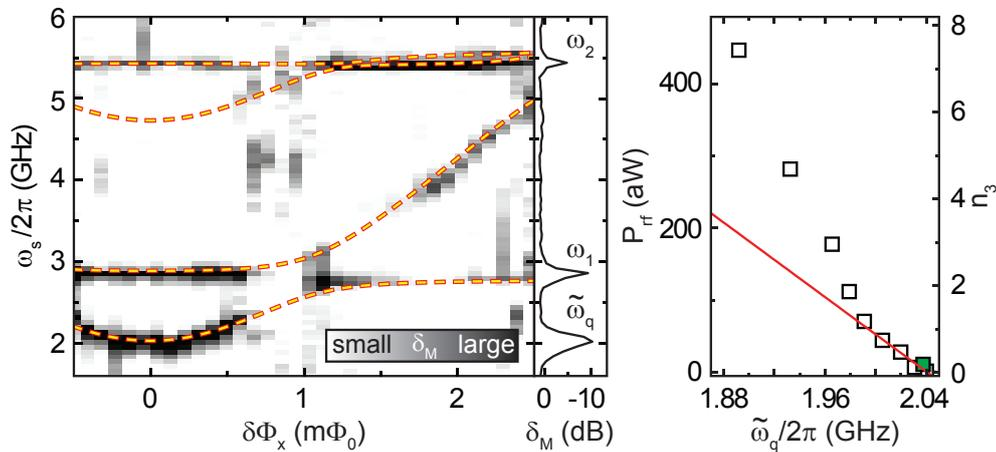 6
5
4
3
2
ω_s/2π (GHz)
0
1
2
δΦ_x (mΦ_0)
small δ_M large
ω_2
ω_1
ω̃_q
0 -10
δ_M (dB)
400
200
0
P_rf (aW)
8
6
4
2
0
n_3
1.88 1.96 2.04
ω̃_q/2π (GHz)